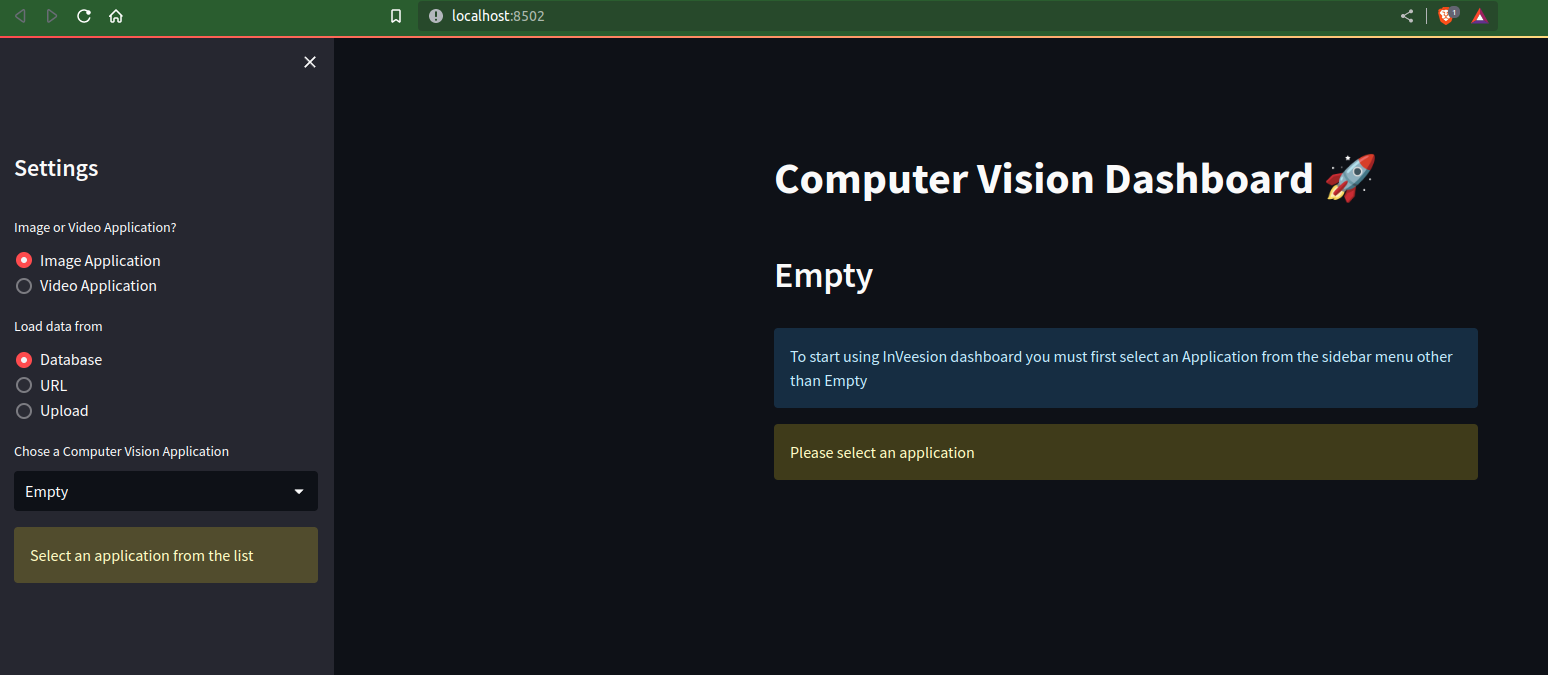 localhost:8502
1
Settings
Image or Video Application?
Image Application
Video Application
Load data from
Database
URL
Upload
Chose a Computer Vision Application
Empty
Select an application from the list
Computer Vision Dashboard 🚀
Empty
To start using InVeesion dashboard you must first select an Application from the sidebar menu other
than Empty
Please select an application